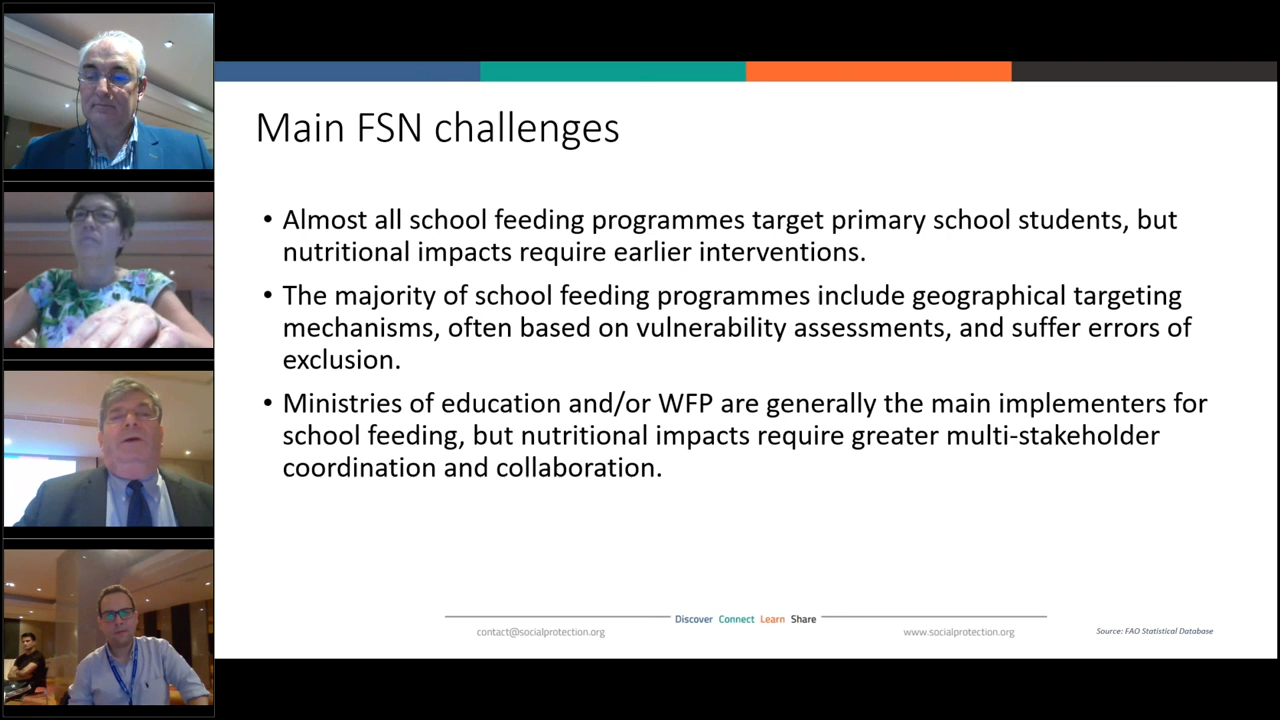 Main FSN challenges
• Almost all school feeding programmes target primary school students, but
nutritional impacts require earlier interventions.
• The majority of school feeding programmes include geographical targeting
mechanisms, often based on vulnerability assessments, and suffer errors of
exclusion.
• Ministries of education and/or WFP are generally the main implementers for
school feeding, but nutritional impacts require greater multi-stakeholder
coordination and collaboration.
Discover Connect Learn Share
contact@socialprotection.org
www.socialprotection.org
Source: FAO Statistical Database